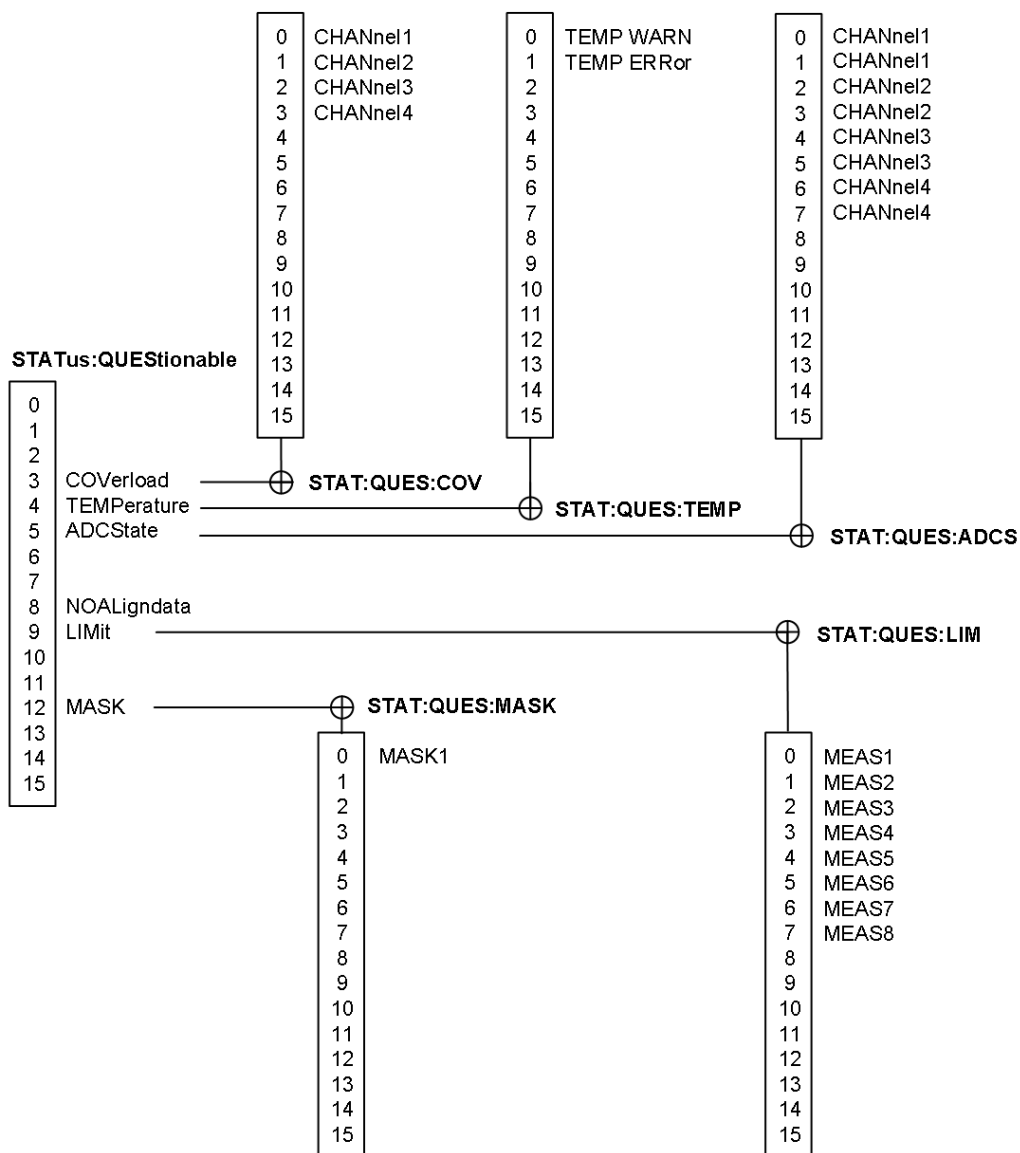 0 CHANnel1
1 CHANnel2
2 CHANnel3
3 CHANnel4
4
5
6
7
8
9
10
11
12
13
14
15
0 TEMP WARN
1 TEMP ERRor
2
3
4
5
6
7
8
9
10
11
12
13
14
15
0 CHANnel1
1 CHANnel1
2 CHANnel2
3 CHANnel2
4 CHANnel3
5 CHANnel3
6 CHANnel4
7 CHANnel4
8
9
10
11
12
13
14
15
STATus:QUEStionable
0
1
2
3 COVerload
4 TEMPerature
5 ADCState
6
7
8 NOALigndata
9 LIMit
10
11
12 MASK
13
14
15
STAT:QUES:COV
STAT:QUES:TEMP
STAT:QUES:ADCS
STAT:QUES:LIM
STAT:QUES:MASK
0 MASK1
1
2
3
4
5
6
7
8
9
10
11
12
13
14
15
0 MEAS1
1 MEAS2
2 MEAS3
3 MEAS4
4 MEAS5
5 MEAS6
6 MEAS7
7 MEAS8
8
9
10
11
12
13
14
15